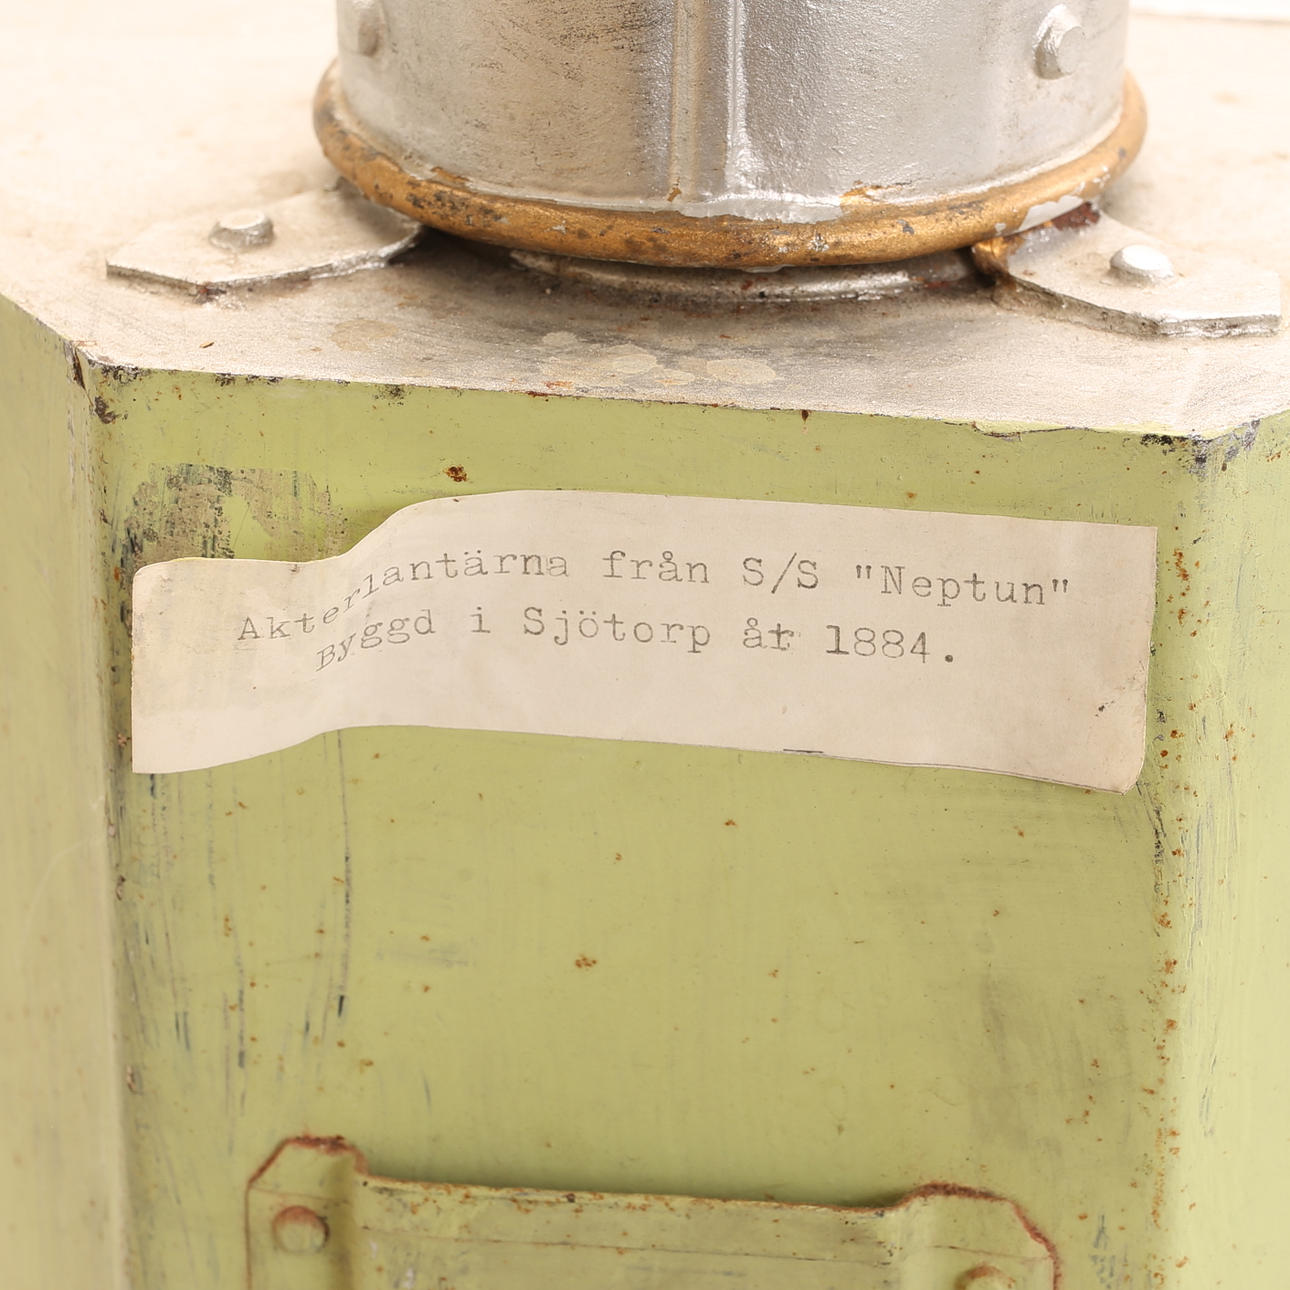 Akterlantärna från S/S "Neptun"
Byggd i Sjötorp år 1884.